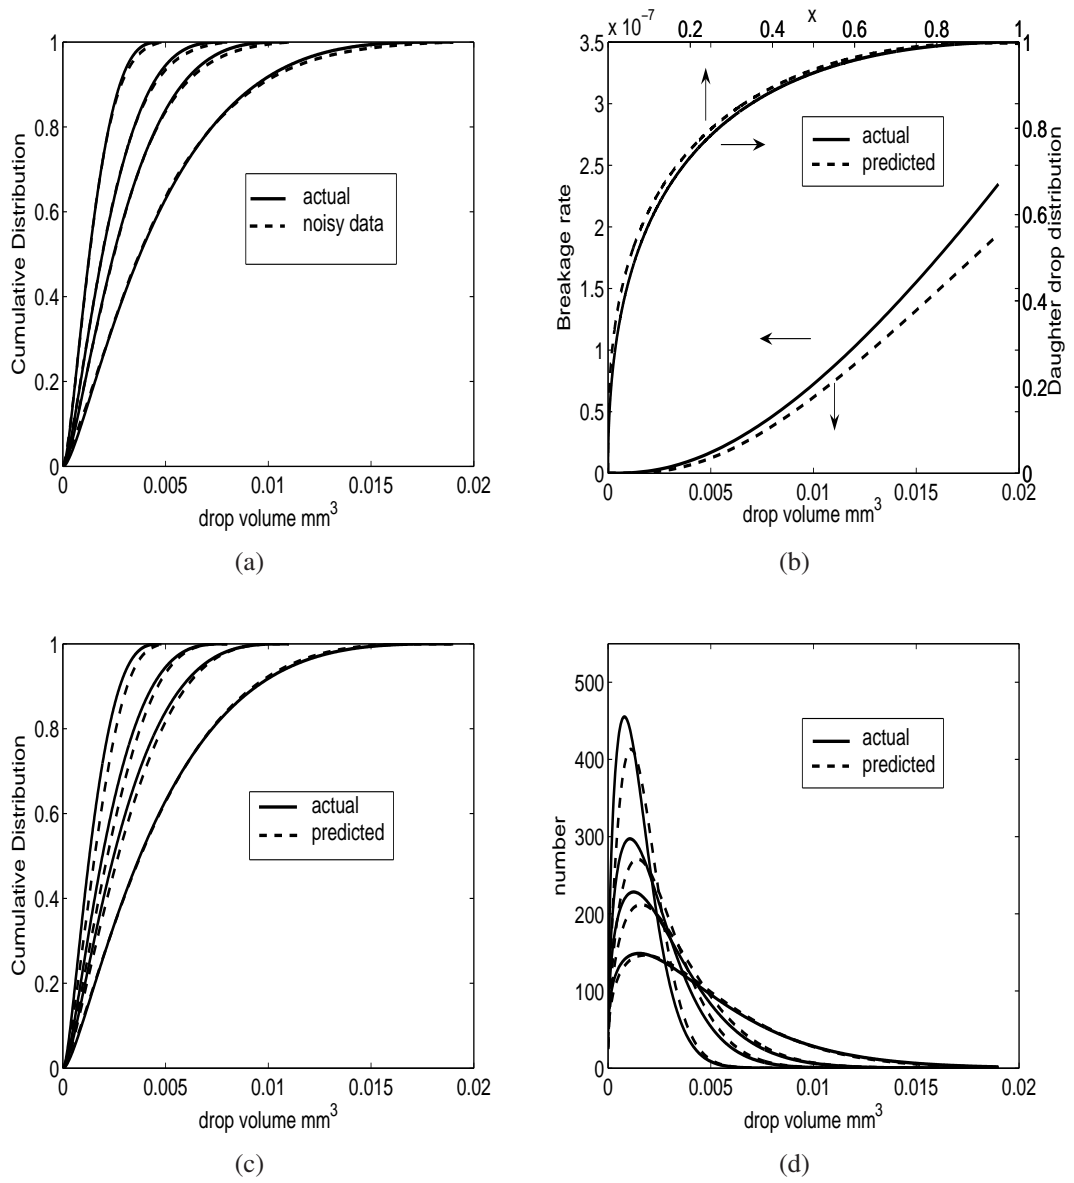 1
0.8
0.6
0.4
0.2
0
0
0.005
0.01
0.015
0.02
Cumulative Distribution
drop volume mm³
actual
noisy data
(a)
x
x 10⁻⁷
0.2
0.4
0.6
0.8
1
3.5
3
2.5
2
1.5
1
0.5
0
Breakage rate
actual
predicted
1
0.8
0.6
0.4
0.2
0
Daughter drop distribution
0
0.005
0.01
0.015
0.02
drop volume mm³
(b)
1
0.8
0.6
0.4
0.2
0
0
0.005
0.01
0.015
0.02
Cumulative Distribution
drop volume mm³
actual
predicted
(c)
500
400
300
200
100
0
0
0.005
0.01
0.015
0.02
number
drop volume mm³
actual
predicted
(d)